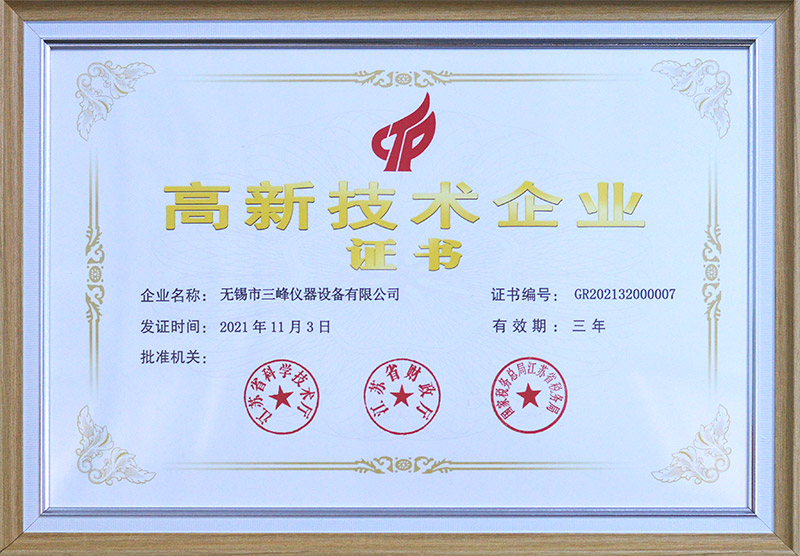 高新技术企业
证书
企业名称：无锡市三峰仪器设备有限公司 证书编号：GR202132000007
发证时间：2021年11月3日 有效期：三年
批准机关：
江苏省科学技术厅 江苏省财政厅 国家税务总局江苏省税务局